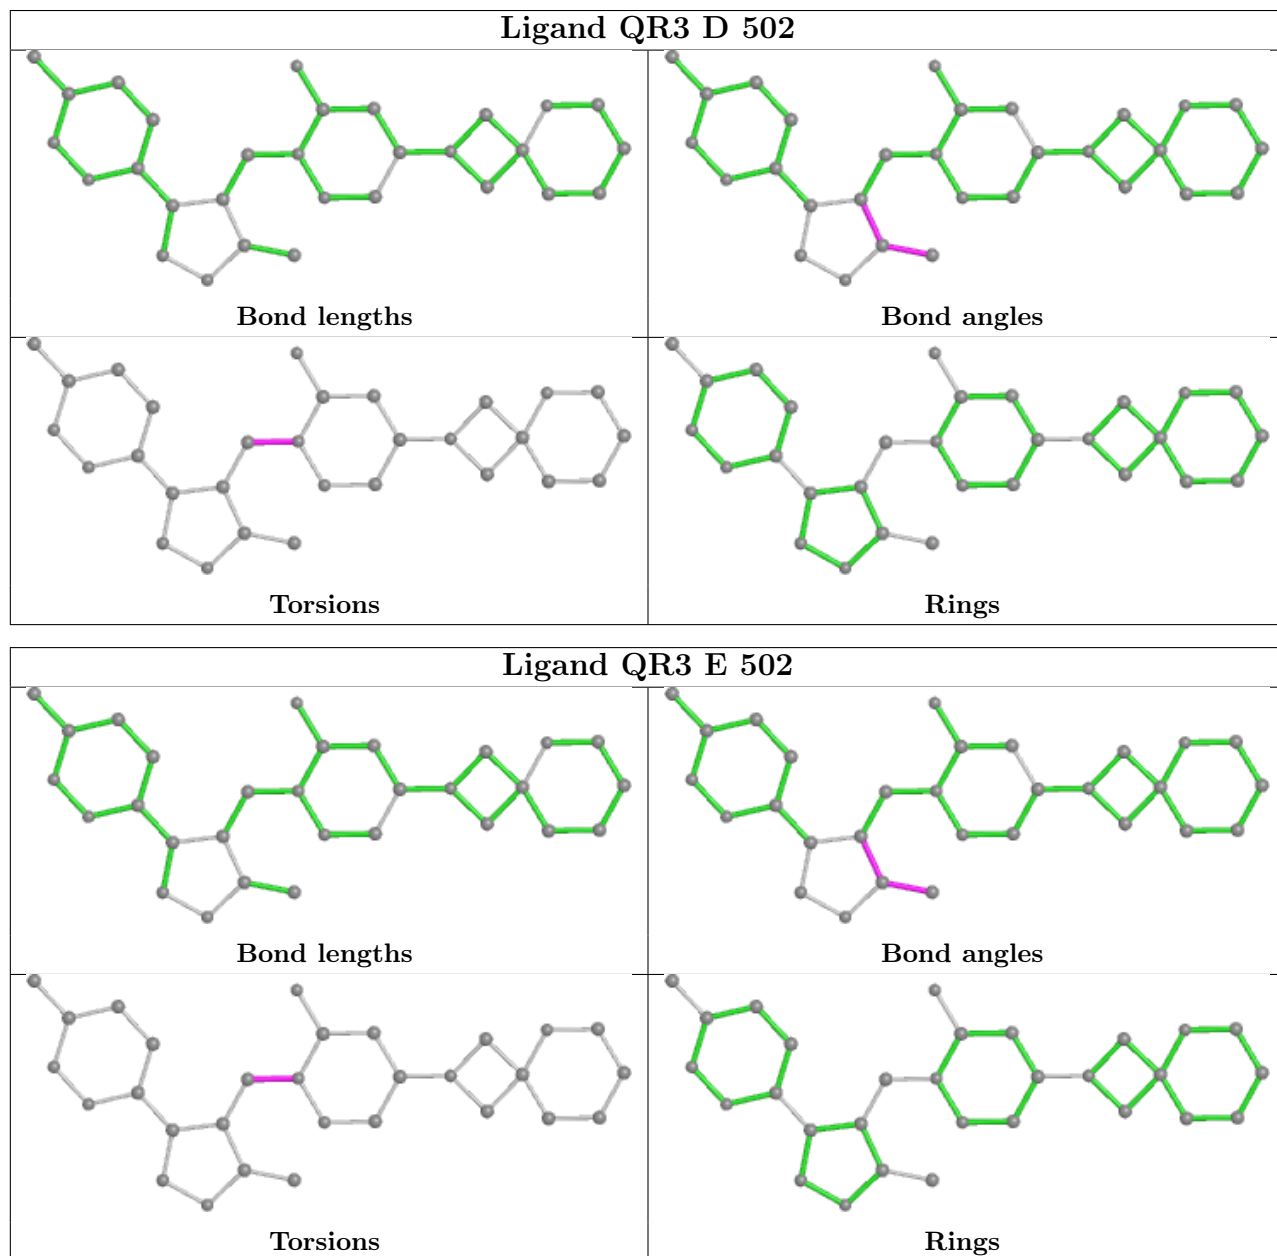 Ligand QR3 D 502
Bond lengths
Bond angles
Torsions
Rings
Ligand QR3 E 502
Bond lengths
Bond angles
Torsions
Rings